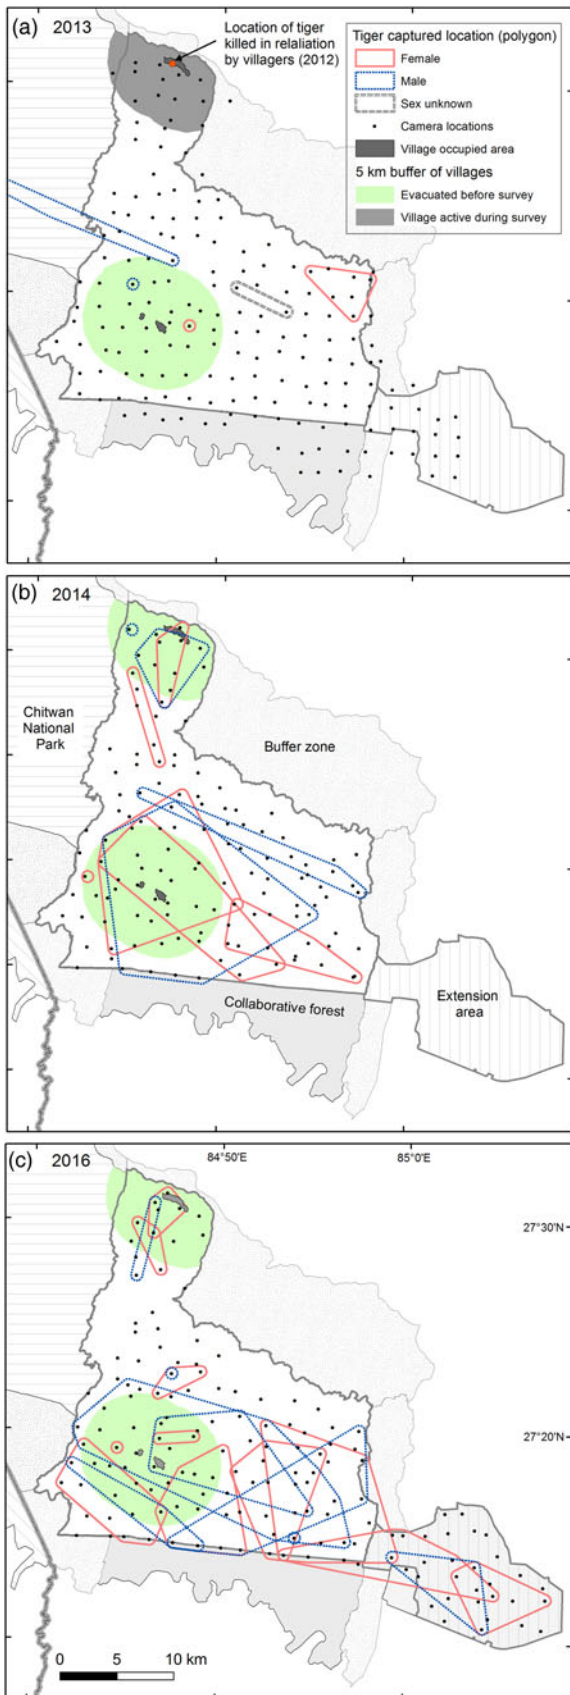 (a) 2013
Location of tiger
killed in relaliation
by villagers (2012)
Tiger captured location (polygon)
Female
Male
Sex unknown
Camera locations
Village occupied area
5 km buffer of villages
Evacuated before survey
Village active during survey
(b) 2014
Chitwan
National
Park
Buffer zone
Collaborative forest
Extension
area
(c) 2016
84°50'E
85°0'E
27°30'N
27°20'N
0 5 10 km